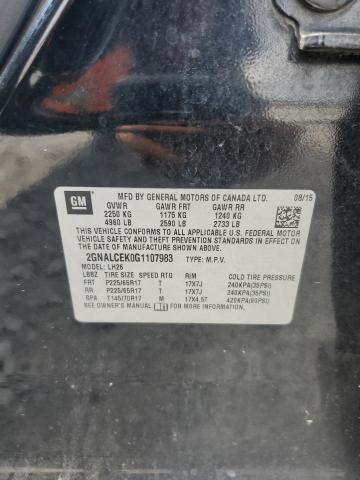 GM
MFD BY GENERAL MOTORS OF CANADA LTD. 08/15
GVWR GAWR FRT GAWR RR
2250 KG 1175 KG 1240 KG
4960 LB 2590 LB 2733 LB
THIS VEHICLE CONFORMS TO ALL APPLICABLE U.S. FEDERAL MOTOR
VEHICLE SAFETY AND THEFT PREVENTION STANDARDS IN EFFECT ON THE
DATE OF MANUFACTURE SHOWN ABOVE.
2GNALCEK0G1107983 TYPE: M.P.V.
MODEL: LH26
LBBZ TIRE SIZE SPEED RTG RIM COLD TIRE PRESSURE
FRT P225/65R17 T 17X7J 240KPA(35PSI)
RR P225/65R17 T 17X7J 240KPA(35PSI)
SPA T145/70R17 M 17X4.5T 420KPA(60PSI)
SEE OWNER'S MANUAL FOR MORE INFORMATION.